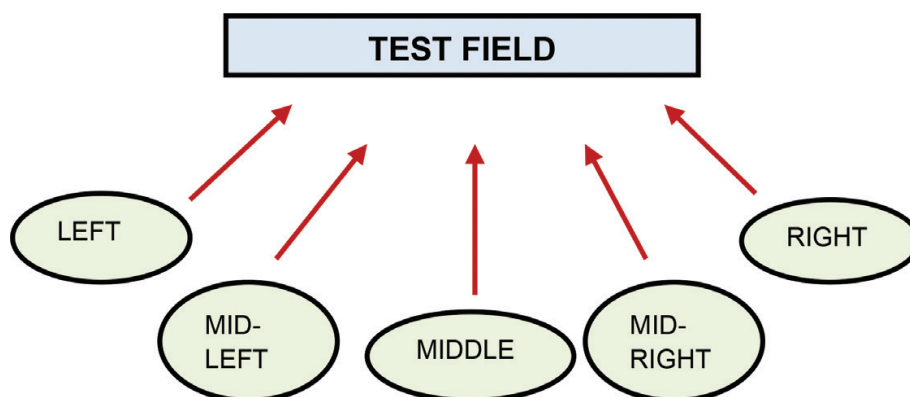 TEST FIELD
LEFT
RIGHT
MID-
LEFT
MIDDLE
MID-
RIGHT